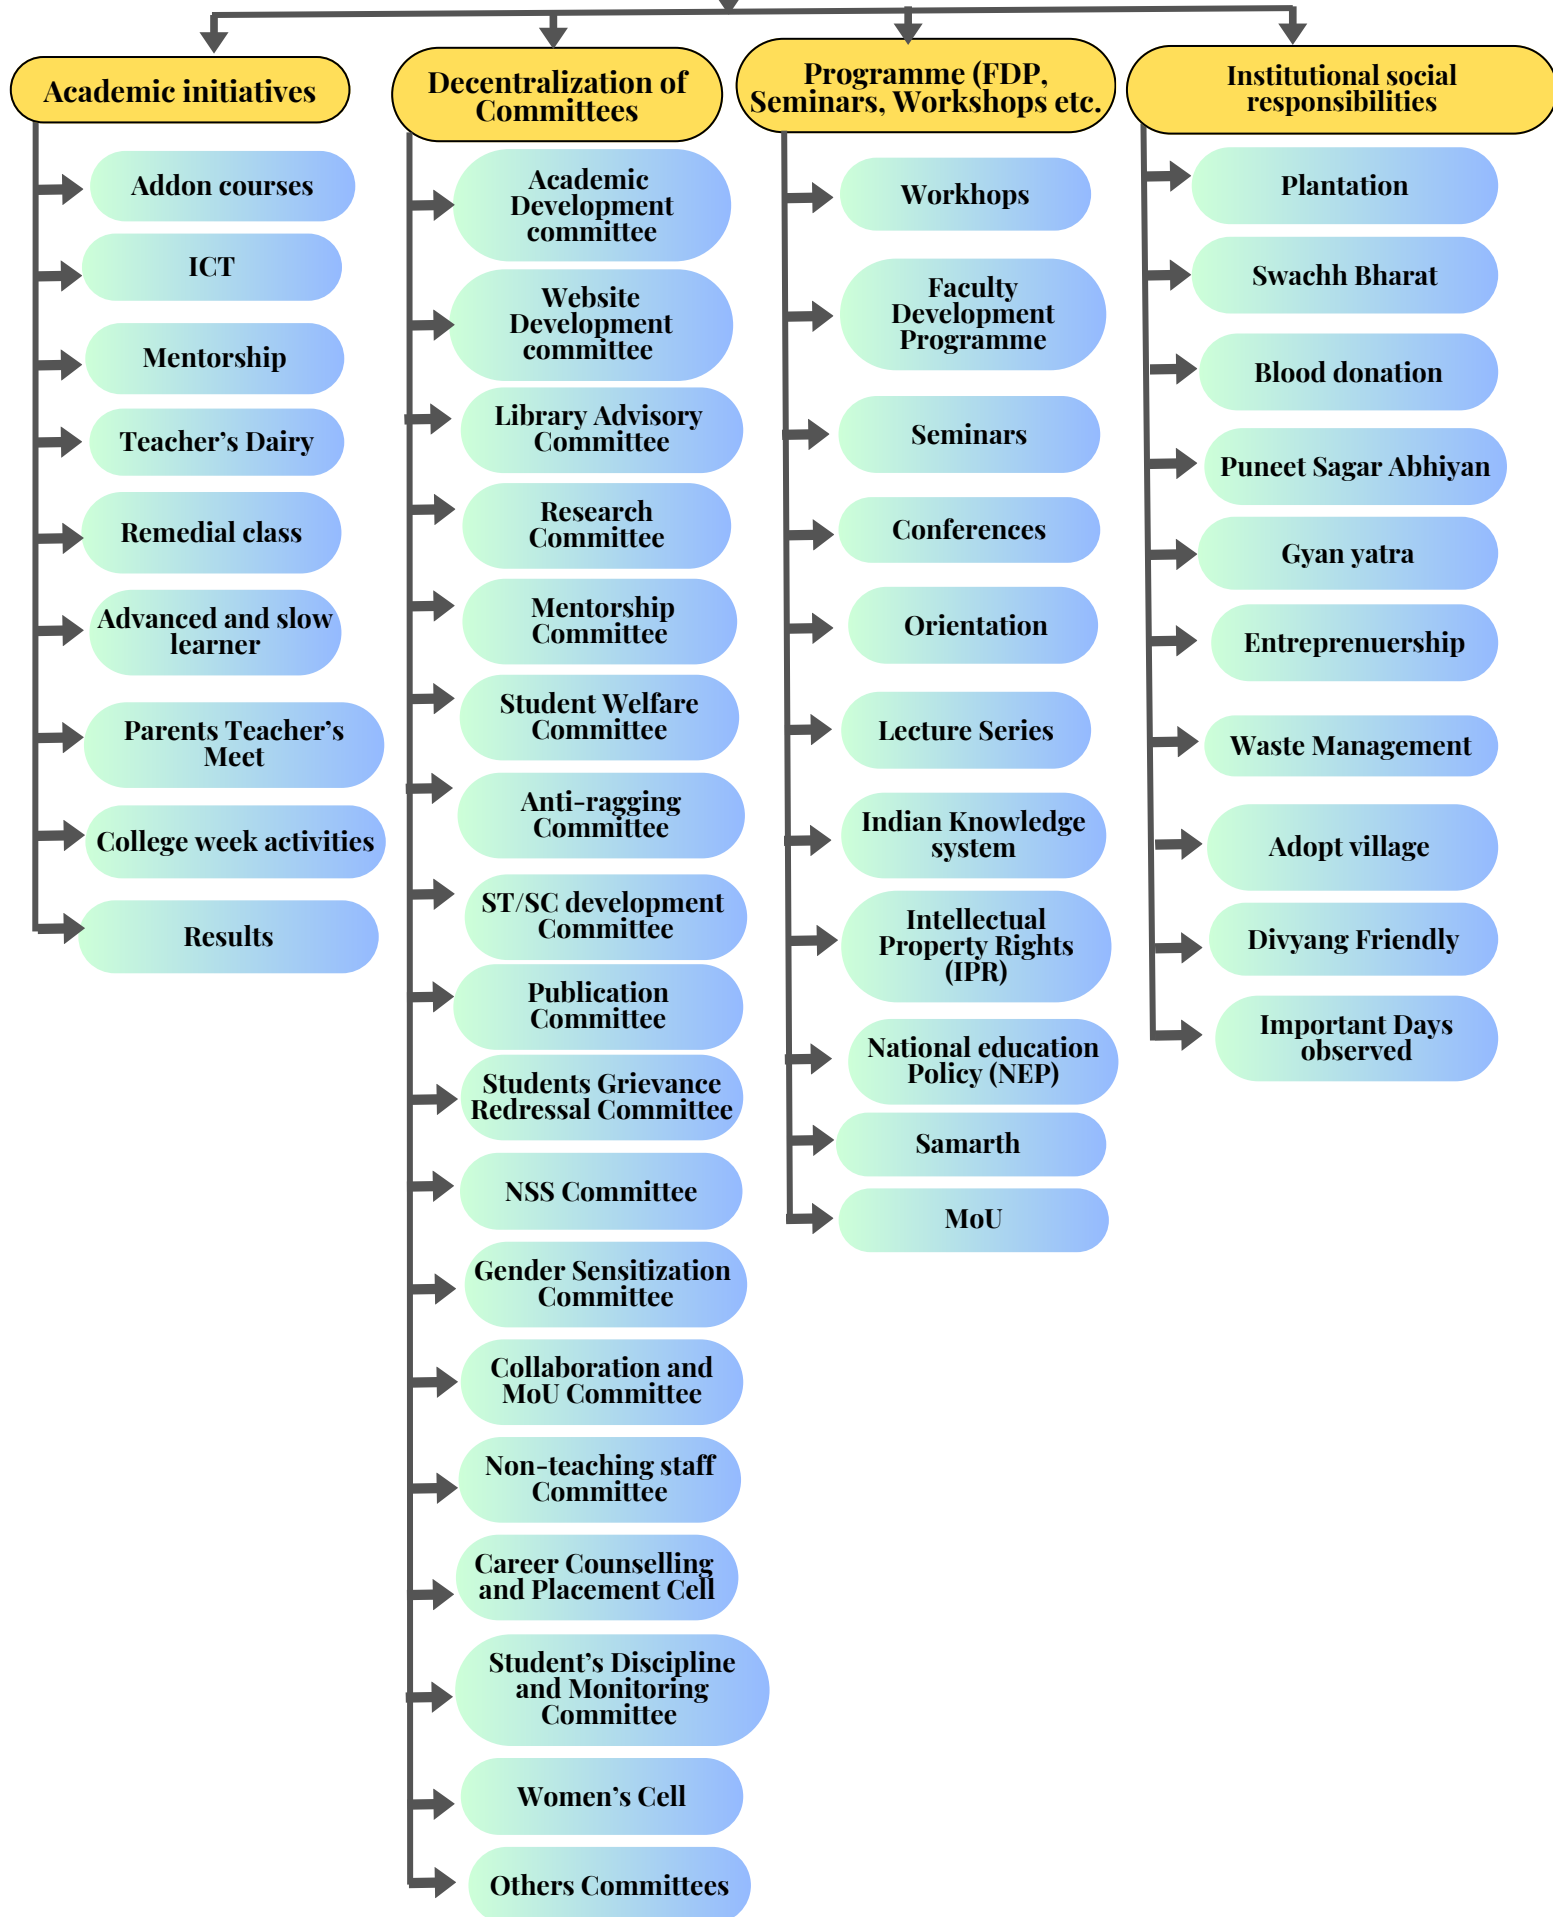 Academic initiatives
Addon courses
ICT
Mentorship
Teacher’s Dairy
Remedial class
Advanced and slow
learner
Parents Teacher’s
Meet
College week activities
Results
Decentralization of
Committees
Academic
Development
committee
Website
Development
committee
Library Advisory
Committee
Research
Committee
Mentorship
Committee
Student Welfare
Committee
Anti-ragging
Committee
ST/SC development
Committee
Publication
Committee
Students Grievance
Redressal Committee
NSS Committee
Gender Sensitization
Committee
Collaboration and
MoU Committee
Non-teaching staff
Committee
Career Counselling
and Placement Cell
Student’s Discipline
and Monitoring
Committee
Women’s Cell
Others Committees
Programme (FDP,
Seminars, Workshops etc.
Workhops
Faculty
Development
Programme
Seminars
Conferences
Orientation
Lecture Series
Indian Knowledge
system
Intellectual
Property Rights
(IPR)
National education
Policy (NEP)
Samarth
MoU
Institutional social
responsibilities
Plantation
Swachh Bharat
Blood donation
Puneet Sagar Abhiyan
Gyan yatra
Entreprenuership
Waste Management
Adopt village
Divyang Friendly
Important Days
observed